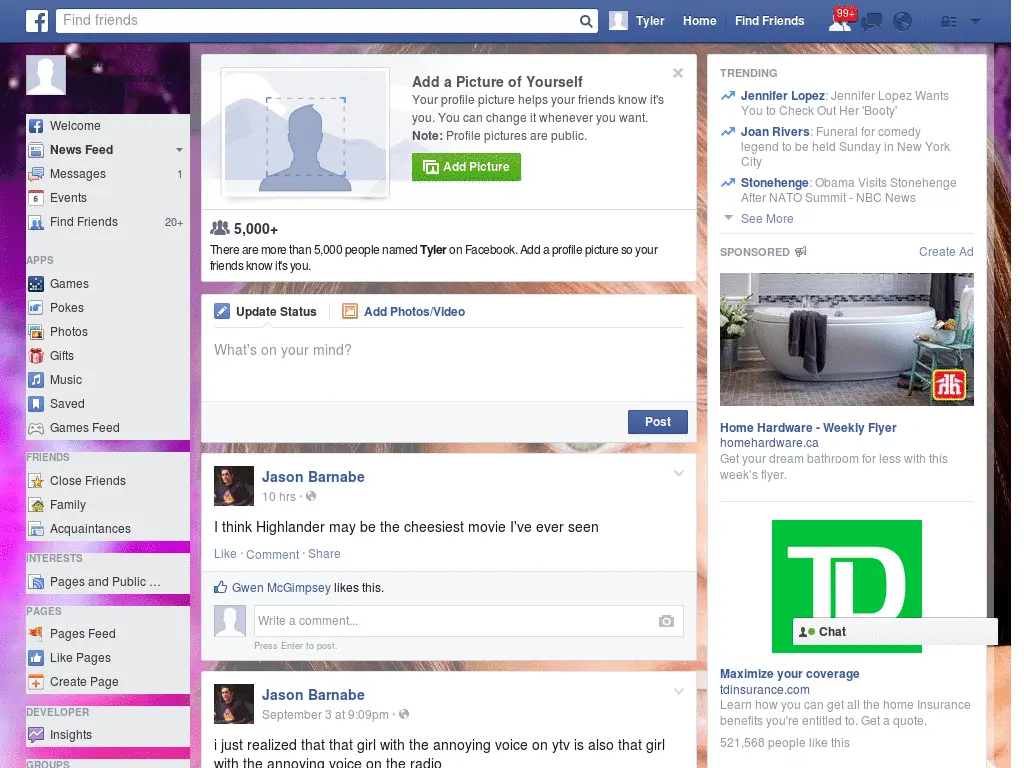 Find friends
Tyler Home Find Friends
99+
Welcome
News Feed
Messages 1
Events
6
Find Friends 20+
APPS
Games
Pokes
Photos
Gifts
Music
Saved
Games Feed
FRIENDS
Close Friends
Family
Acquaintances
INTERESTS
Pages and Public ...
PAGES
Pages Feed
Like Pages
Create Page
DEVELOPER
Insights
GROUPS
Add a Picture of Yourself
Your profile picture helps your friends know it's
you. You can change it whenever you want.
Note: Profile pictures are public.
Add Picture
5,000+
There are more than 5,000 people named Tyler on Facebook. Add a profile picture so your
friends know it's you.
Update Status Add Photos/Video
What's on your mind?
Post
Jason Barnabe
10 hrs ·
I think Highlander may be the cheesiest movie I've ever seen
Like · Comment · Share
Gwen McGimpsey likes this.
Write a comment...
Press Enter to post.
Jason Barnabe
September 3 at 9:09pm ·
i just realized that that girl with the annoying voice on ytv is also that girl
with the annoying voice on the radio
TRENDING
Jennifer Lopez: Jennifer Lopez Wants
You to Check Out Her 'Booty'
Joan Rivers: Funeral for comedy
legend to be held Sunday in New York
City
Stonehenge: Obama Visits Stonehenge
After NATO Summit - NBC News
See More
SPONSORED Create Ad
Home Hardware - Weekly Flyer
homehardware.ca
Get your dream bathroom for less with this
week's flyer.
TD
Chat
Maximize your coverage
tdinsurance.com
Learn how you can get all the home Insurance
benefits you're entitled to. Get a quote.
521,568 people like this